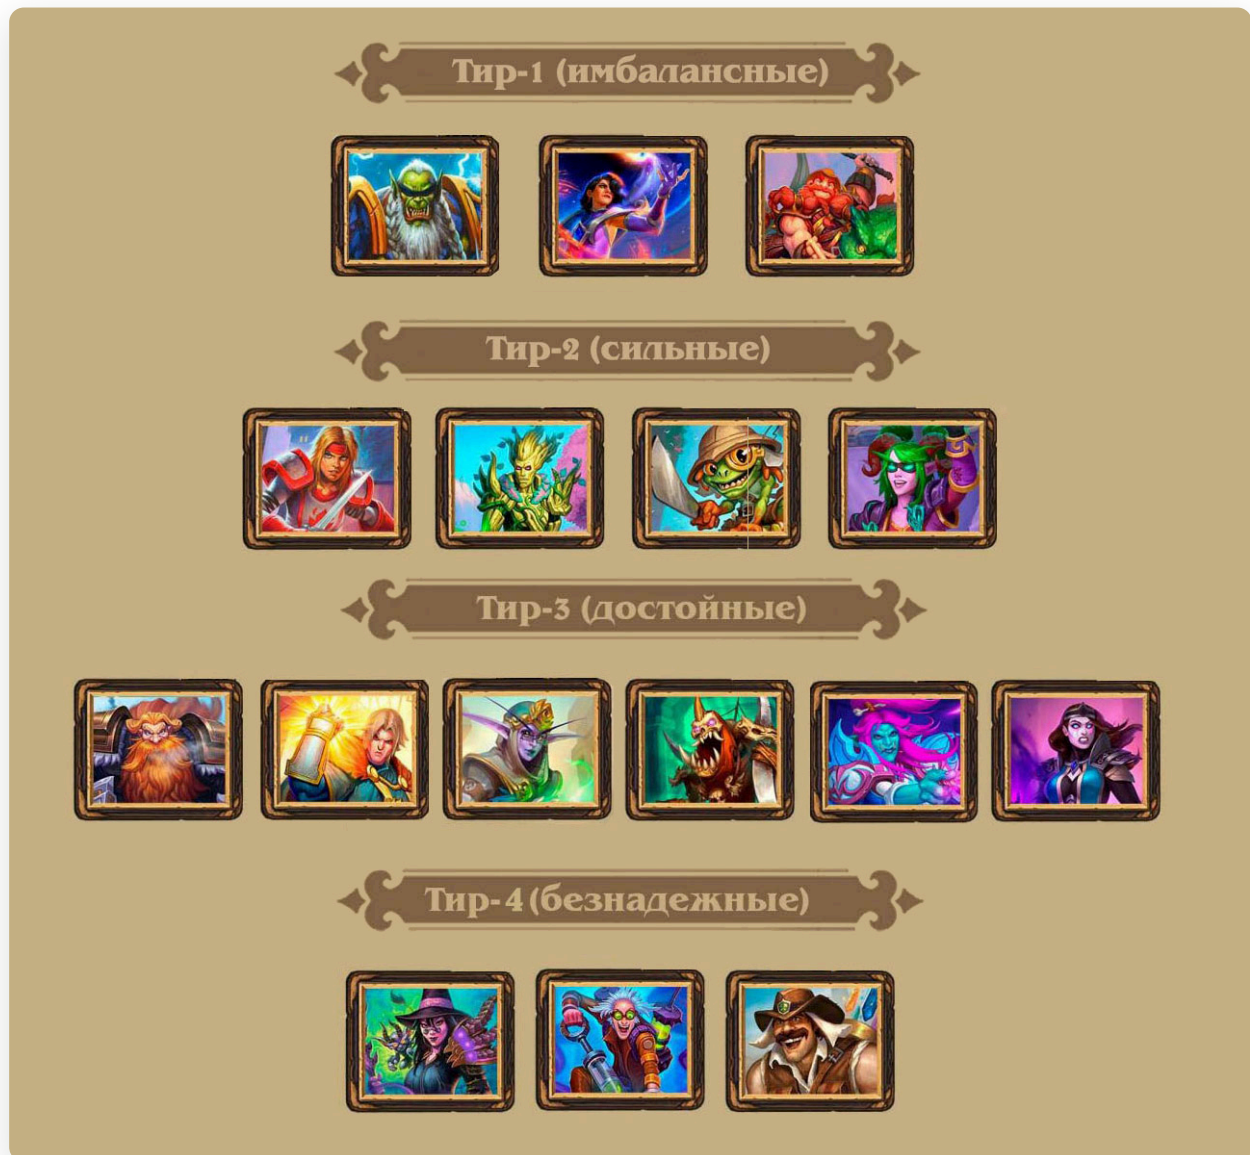 Тир-1 (имбалансные)
Тир-2 (сильные)
Тир-3 (достойные)
Тир-4 (безнадежные)